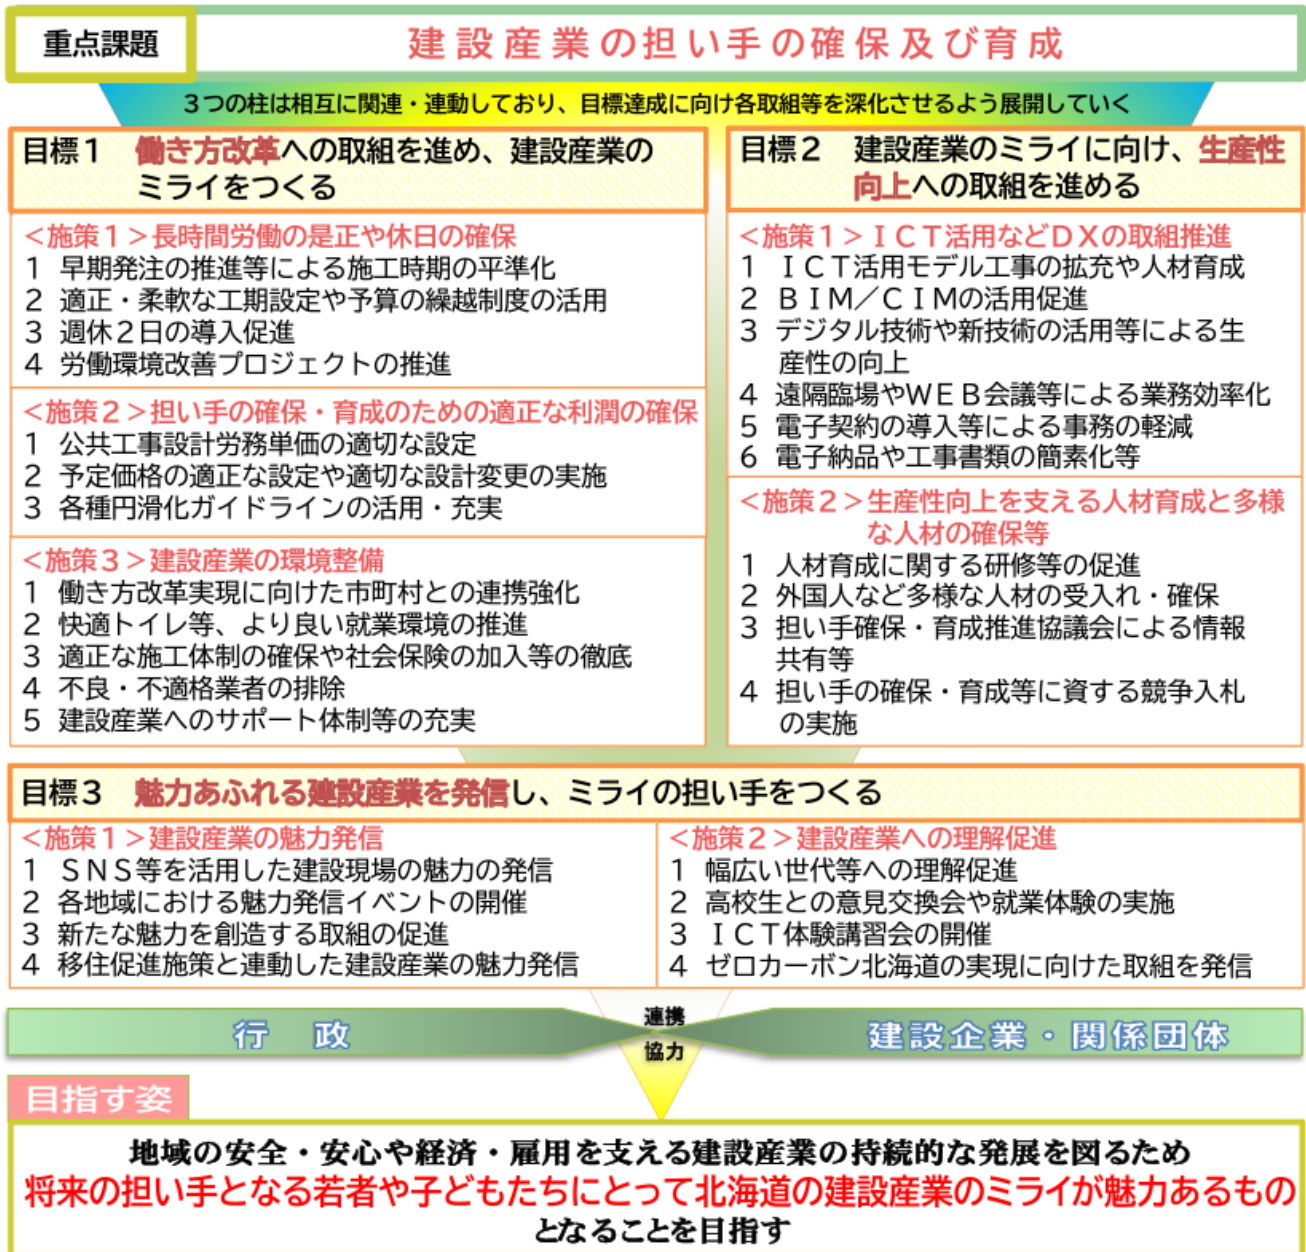 重点課題
建設産業の担い手の確保及び育成
３つの柱は相互に関連・連動しており、目標達成に向け各取組等を深化させるよう展開していく
目標１　働き方改革への取組を進め、建設産業の
ミライをつくる
＜施策１＞長時間労働の是正や休日の確保
１ 早期発注の推進等による施工時期の平準化
２ 適正・柔軟な工期設定や予算の繰越制度の活用
３ 週休２日の導入促進
４ 労働環境改善プロジェクトの推進
＜施策２＞担い手の確保・育成のための適正な利潤の確保
１ 公共工事設計労務単価の適切な設定
２ 予定価格の適正な設定や適切な設計変更の実施
３ 各種円滑化ガイドラインの活用・充実
＜施策３＞建設産業の環境整備
１ 働き方改革実現に向けた市町村との連携強化
２ 快適トイレ等、より良い就業環境の推進
３ 適正な施工体制の確保や社会保険の加入等の徹底
４ 不良・不適格業者の排除
５ 建設産業へのサポート体制等の充実
目標２　建設産業のミライに向け、生産性
向上への取組を進める
＜施策１＞ＩＣＴ活用などＤＸの取組推進
１ ＩＣＴ活用モデル工事の拡充や人材育成
２ ＢＩＭ／ＣＩＭの活用促進
３ デジタル技術や新技術の活用等による生
産性の向上
４ 遠隔臨場やＷＥＢ会議等による業務効率化
５ 電子契約の導入等による事務の軽減
６ 電子納品や工事書類の簡素化等
＜施策２＞生産性向上を支える人材育成と多様
な人材の確保等
１ 人材育成に関する研修等の促進
２ 外国人など多様な人材の受入れ・確保
３ 担い手確保・育成推進協議会による情報
共有等
４ 担い手の確保・育成等に資する競争入札
の実施
目標３　魅力あふれる建設産業を発信し、ミライの担い手をつくる
＜施策１＞建設産業の魅力発信
１ ＳＮＳ等を活用した建設現場の魅力の発信
２ 各地域における魅力発信イベントの開催
３ 新たな魅力を創造する取組の促進
４ 移住促進施策と連動した建設産業の魅力発信
＜施策２＞建設産業への理解促進
１ 幅広い世代等への理解促進
２ 高校生との意見交換会や就業体験の実施
３ ＩＣＴ体験講習会の開催
４ ゼロカーボン北海道の実現に向けた取組を発信
行　政
連携
協力
建設企業・関係団体
目指す姿
地域の安全・安心や経済・雇用を支える建設産業の持続的な発展を図るため
将来の担い手となる若者や子どもたちにとって北海道の建設産業のミライが魅力あるもの
となることを目指す